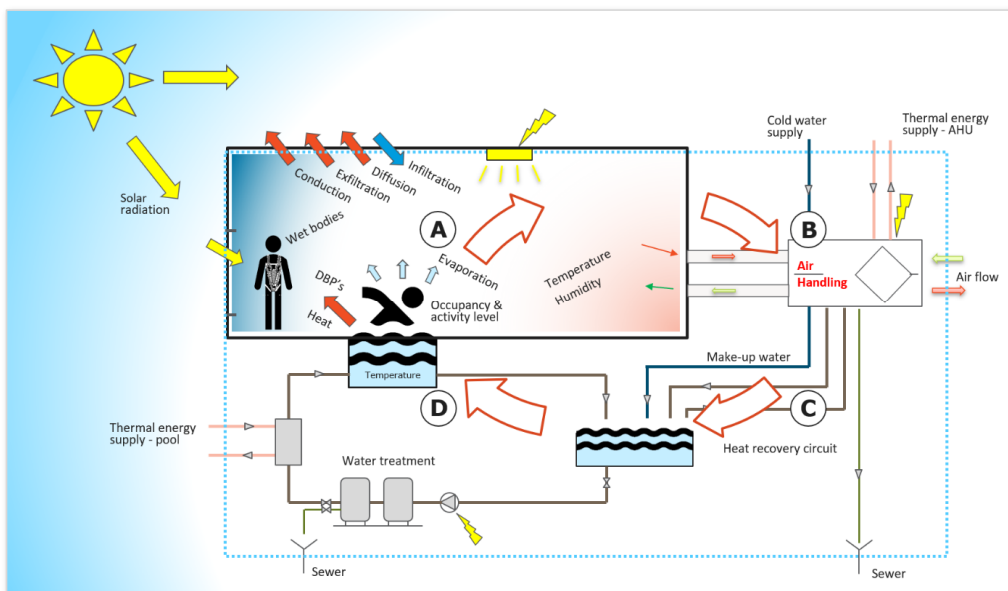 Cold water
supply
Thermal energy
supply - AHU
Solar
radiation
Conduction
Exfiltration
Diffusion
Infiltration
Wet bodies
A
B
Evaporation
Temperature
Humidity
Air
Handling
Air flow
DBP's
Heat
Occupancy &
activity level
Make-up water
Temperature
D
C
Thermal energy
supply - pool
Water treatment
Heat recovery circuit
Sewer
Sewer